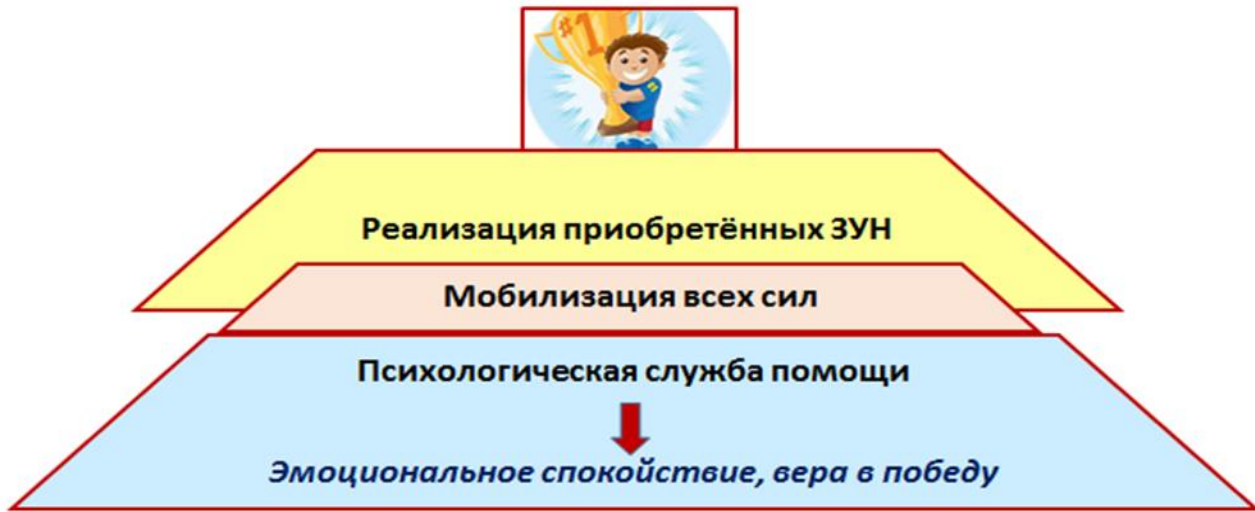 #1
Реализация приобретённых ЗУН
Мобилизация всех сил
Психологическая служба помощи
Эмоциональное спокойствие, вера в победу